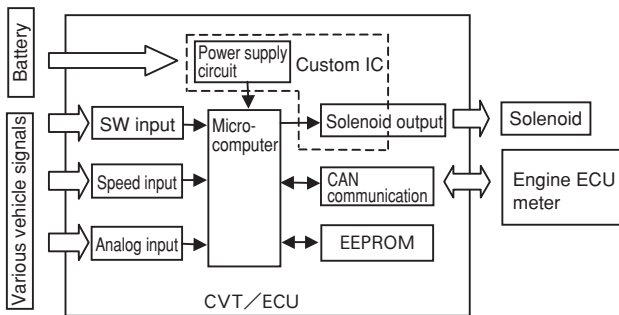 Battery
Various vehicle signals
Power supply
circuit
Custom IC
SW input
Micro-
computer
Solenoid output
Solenoid
Speed input
CAN
communication
Engine ECU
meter
Analog input
EEPROM
CVT／ECU